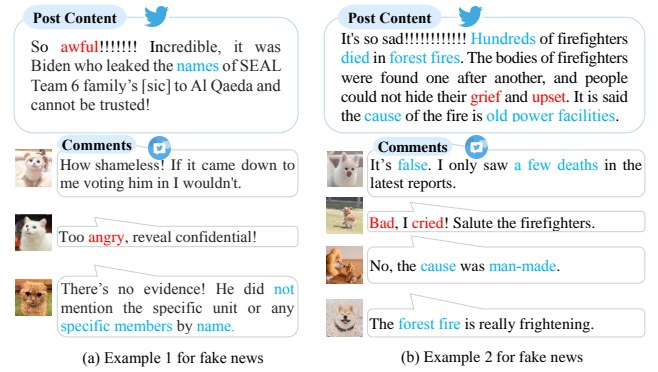 Post Content
So awful!!!!!!! Incredible, it was
Biden who leaked the names of SEAL
Team 6 family's [sic] to Al Qaeda and
cannot be trusted!
Comments
How shameless! If it came down to
me voting him in I wouldn't.
Too angry, reveal confidential!
There's no evidence! He did not
mention the specific unit or any
specific members by name.
(a) Example 1 for fake news
Post Content
It's so sad!!!!!!!!!!!! Hundreds of firefighters
died in forest fires. The bodies of firefighters
were found one after another, and people
could not hide their grief and upset. It is said
the cause of the fire is old power facilities.
Comments
It's false. I only saw a few deaths in the
latest reports.
Bad, I cried! Salute the firefighters.
No, the cause was man-made.
The forest fire is really frightening.
(b) Example 2 for fake news